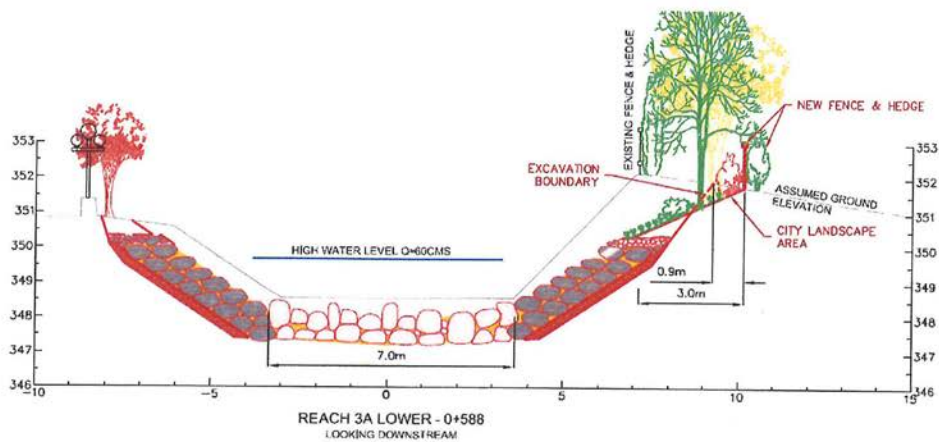 EXISTING FENCE & HEDGE
NEW FENCE & HEDGE
EXCAVATION
BOUNDARY
ASSUMED GROUND
ELEVATION
CITY LANDSCAPE
AREA
HIGH WATER LEVEL Q=60CMS
0.9m
3.0m
7.0m
353
352
351
350
349
348
347
346
353
352
351
350
349
348
347
346
-10
-5
0
5
10
15
REACH 3A LOWER - 0+588
LOOKING DOWNSTREAM